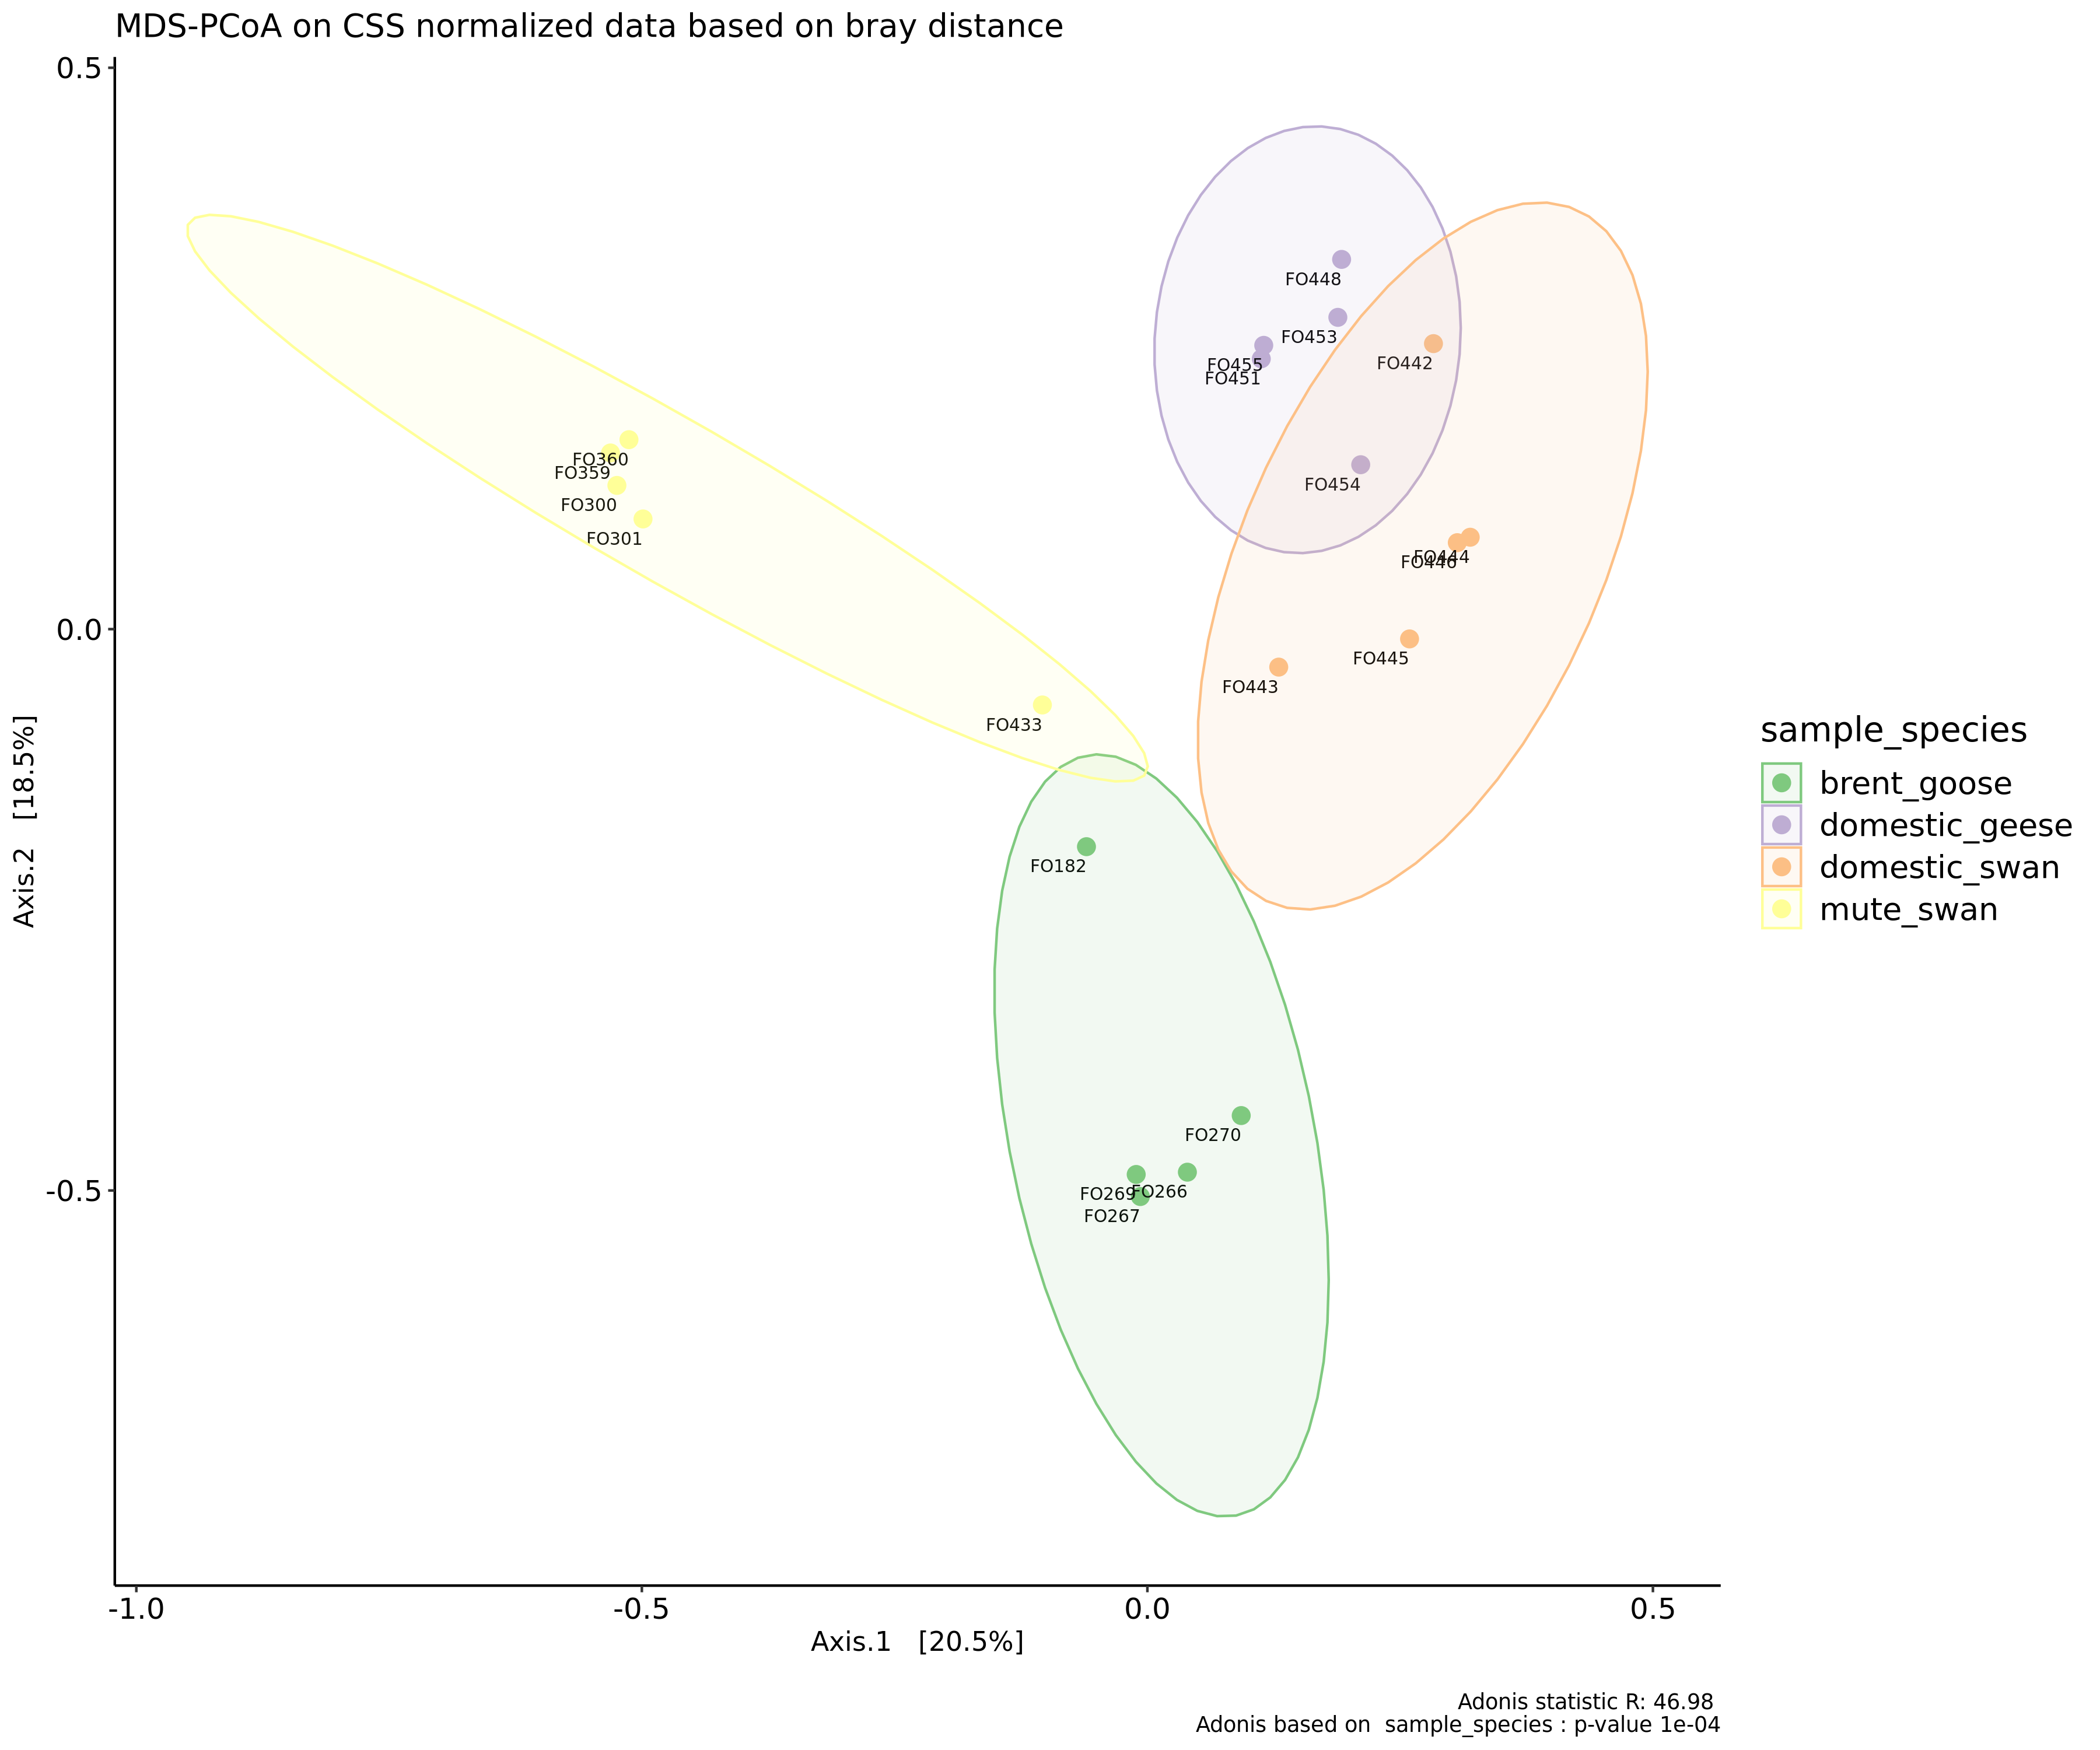 MDS-PCoA on CSS normalized data based on bray distance
0.5
FO448
FO453
FO455
FO442
FO451
FO360
FO359
FO454
FO300
FO301
FO444
FO446
0.0
FO445
FO443
FO433
Axis.2 [18.5%]
sample_species
brent_goose
domestic_geese
domestic_swan
mute_swan
FO182
FO270
-0.5
FO269
FO266
FO267
-1.0
-0.5
0.0
0.5
Axis.1 [20.5%]
Adonis statistic R: 46.98
Adonis based on sample_species : p-value 1e-04